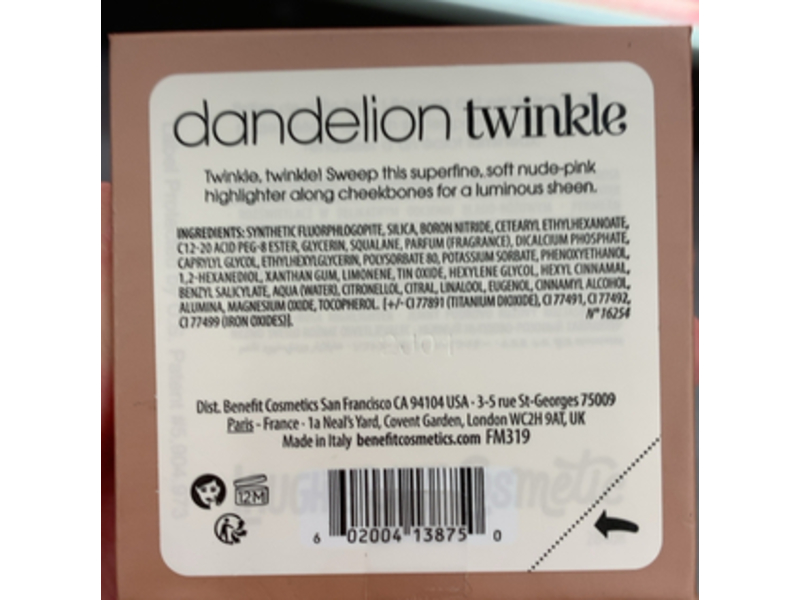 dandelion twinkle
Twinkle, twinkle! Sweep this superfine, soft nude-pink
highlighter along cheekbones for a luminous sheen.
INGREDIENTS: SYNTHETIC FLUORPHLOGOPITE, SILICA, BORON NITRIDE, CETEARYL ETHYLHEXANOATE,
C12-20 ACID PEG-8 ESTER, GLYCERIN, SQUALANE, PARFUM (FRAGRANCE), DICALCIUM PHOSPHATE,
CAPRYLYL GLYCOL, ETHYLHEXYLGLYCERIN, POLYSORBATE 80, POTASSIUM SORBATE, PHENOXYETHANOL,
1,2-HEXANEDIOL, XANTHAN GUM, LIMONENE, TIN OXIDE, HEXYLENE GLYCOL, HEXYL CINNAMAL,
BENZYL SALICYLATE, AQUA (WATER), CITRONELLOL, CITRAL, LINALOOL, EUGENOL, CINNAMYL ALCOHOL,
ALUMINA, MAGNESIUM OXIDE, TOCOPHEROL. [+/- CI 77891 (TITANIUM DIOXIDE), CI 77491, CI 77492,
CI 77499 (IRON OXIDES)]. N° 16254
Dist. Benefit Cosmetics San Francisco CA 94104 USA · 3-5 rue St-Georges 75009
Paris - France · 1a Neal's Yard, Covent Garden, London WC2H 9AT, UK
Made in Italy benefitcosmetics.com FM319
12M
6 02004 13875 0